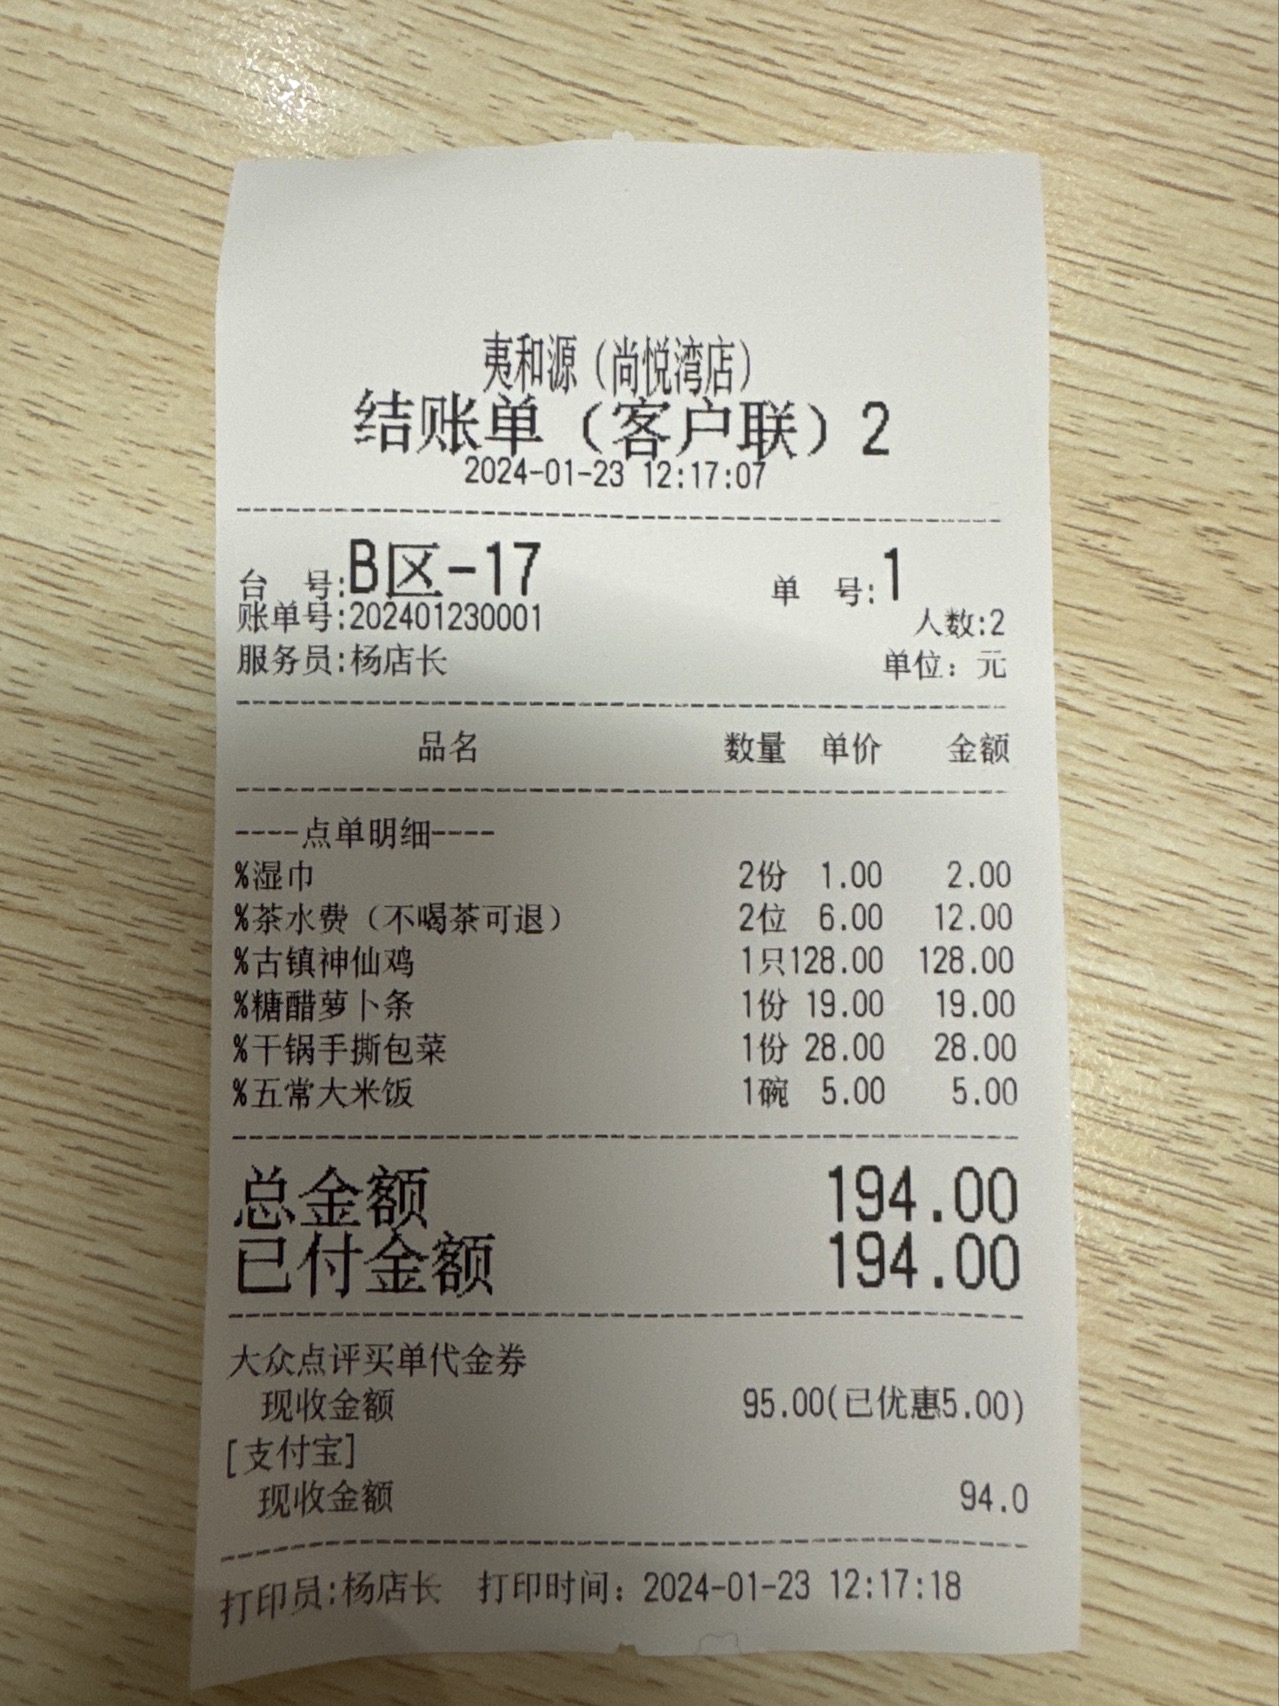 夷和源（尚悦湾店）
结账单（客户联）2
2024-01-23 12:17:07
台 号:B区-17 单 号:1
账单号:202401230001 人数:2
服务员:杨店长 单位：元
品名 数量 单价 金额
----点单明细----
%湿巾 2份 1.00 2.00
%茶水费（不喝茶可退） 2位 6.00 12.00
%古镇神仙鸡 1只128.00 128.00
%糖醋萝卜条 1份 19.00 19.00
%干锅手撕包菜 1份 28.00 28.00
%五常大米饭 1碗 5.00 5.00
总金额 194.00
已付金额 194.00
大众点评买单代金券
现收金额 95.00(已优惠5.00)
[支付宝]
现收金额 94.0
打印员:杨店长 打印时间：2024-01-23 12:17:18